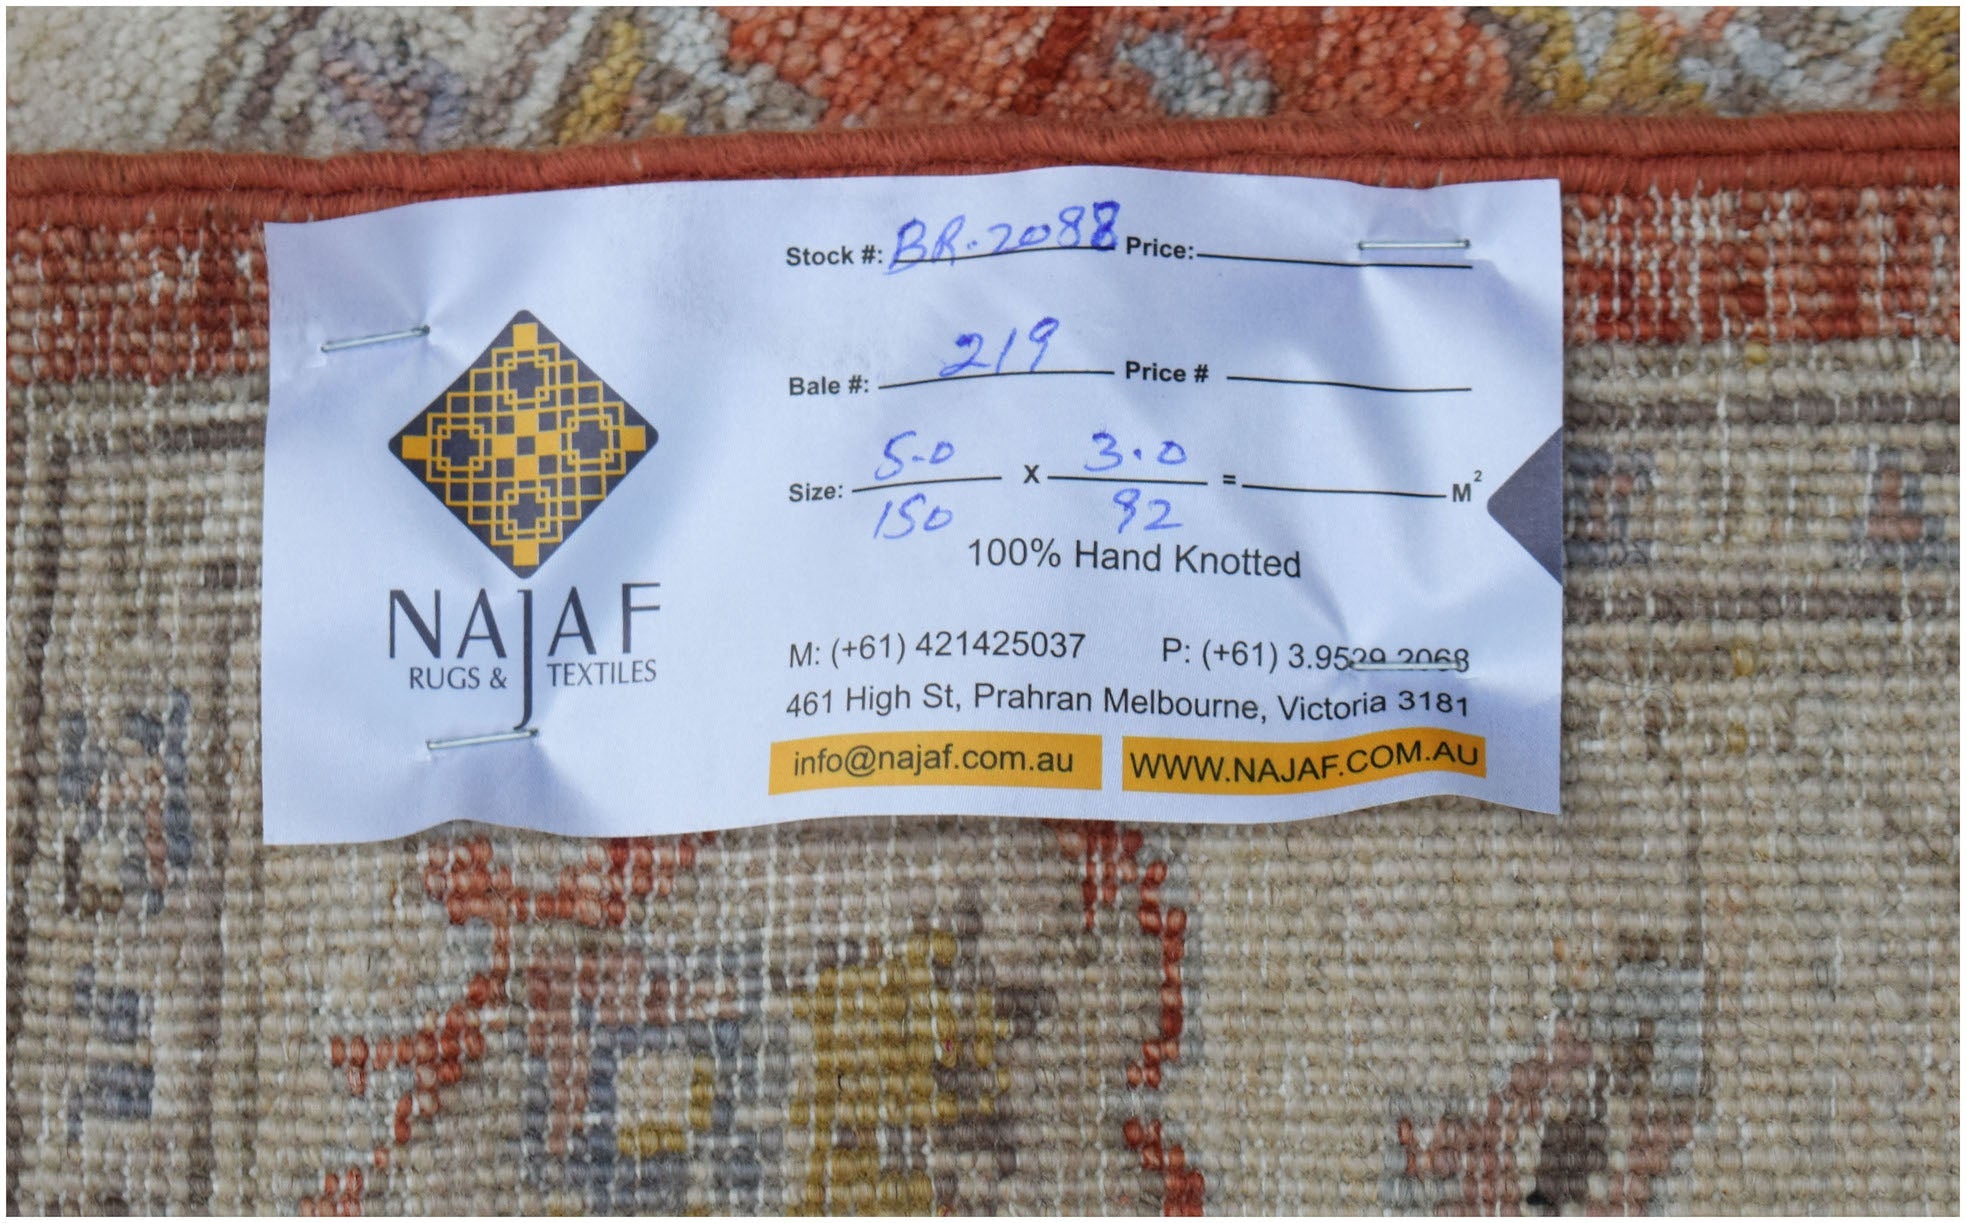 NAJAF
RUGS & TEXTILES
Stock #: BR.2088 Price:
Bale #: 219 Price #
Size: 5.0 X 3.0 = M²
150 92
100% Hand Knotted
M: (+61) 421425037 P: (+61) 3.9529 2068
461 High St, Prahran Melbourne, Victoria 3181
info@najaf.com.au WWW.NAJAF.COM.AU